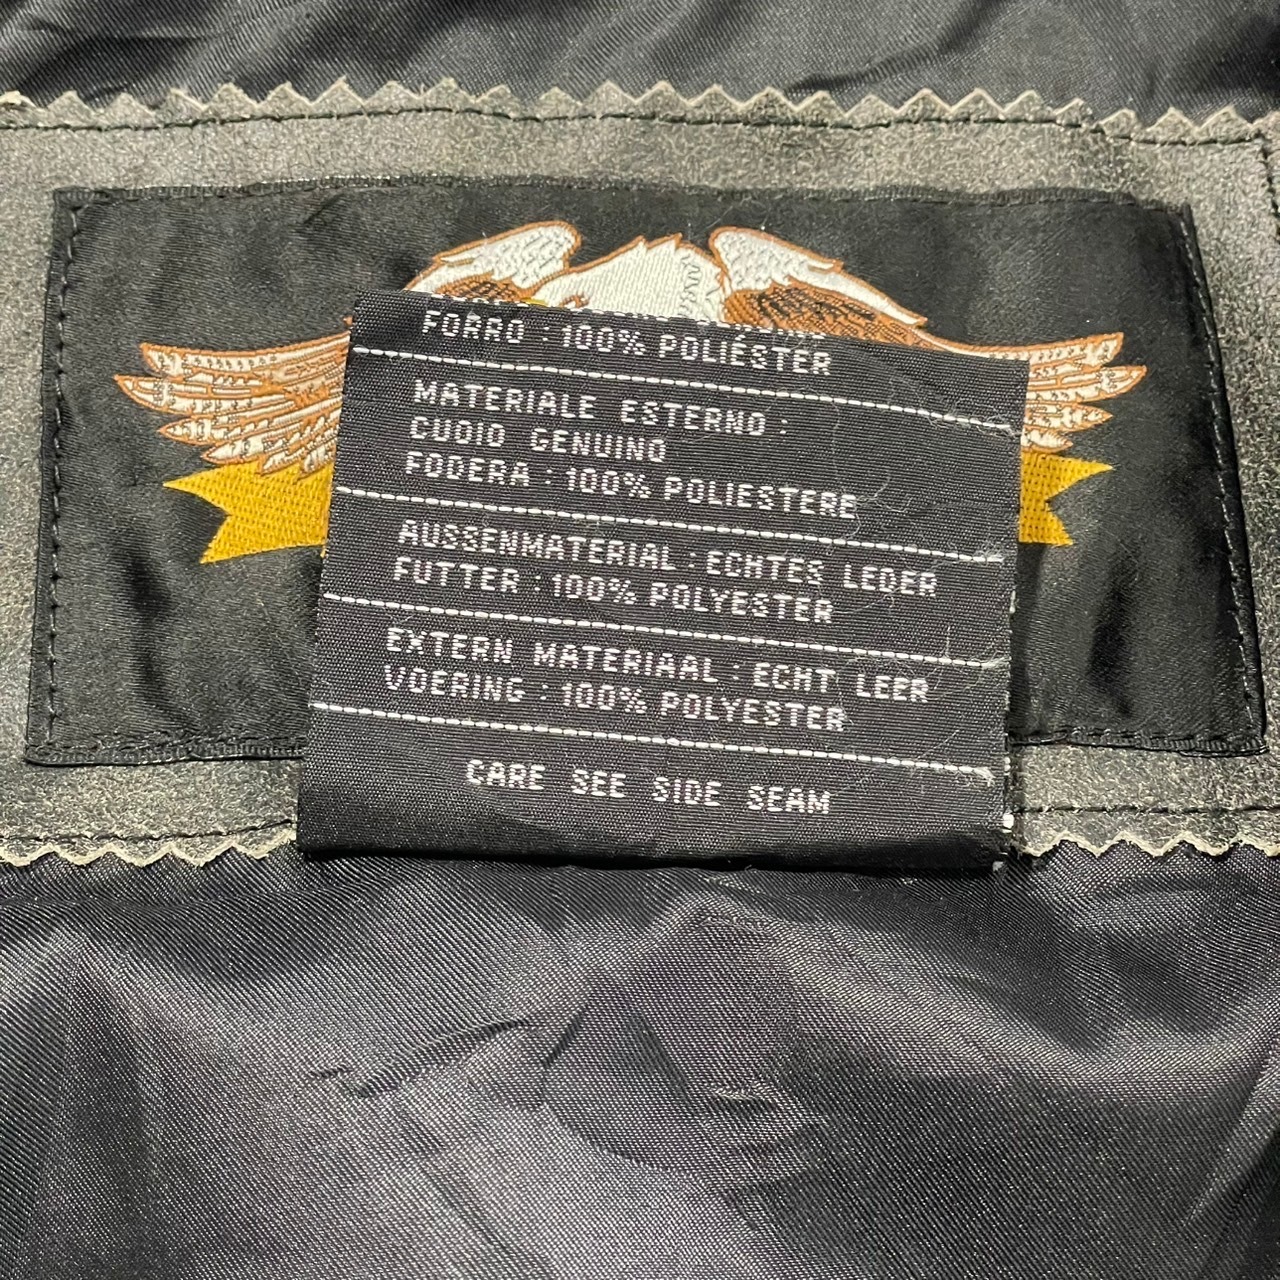 FORRO : 100% POLIÉSTER
MATERIALE ESTERNO :
CUOIO GENUINO
FODERA : 100% POLIESTERE
AUSSENMATERIAL : ECHTES LEDER
FUTTER : 100% POLYESTER
EXTERN MATERIAAL : ECHT LEER
VOERING : 100% POLYESTER
CARE SEE SIDE SEAM